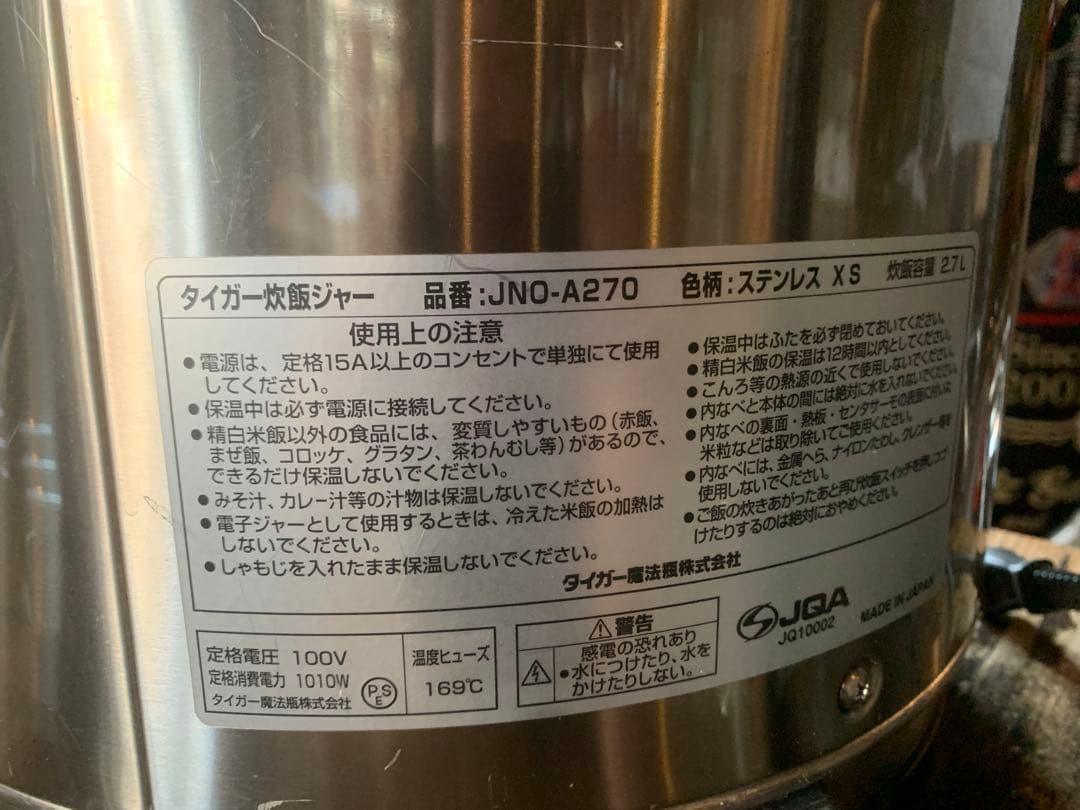 タイガー炊飯ジャー 品番:JNO-A270 色柄:ステンレス XS 炊飯容量 2.7L
使用上の注意
●電源は、定格15A以上のコンセントで単独にて使用
してください。
●保温中は必ず電源に接続してください。
●精白米飯以外の食品には、変質しやすいもの(赤飯、
まぜ飯、コロッケ、グラタン、茶わんむし等)があるので、
できるだけ保温しないでください。
●みそ汁、カレー汁等の汁物は保温しないでください。
●電子ジャーとして使用するときは、冷えた米飯の加熱は
しないでください。
●しゃもじを入れたまま保温しないでください。
●保温中はふたを必ず閉めておいてください。
●精白米飯の保温は12時間以内としてください。
●こんろ等の熱源の近くで使用しないでください。
●内なべと本体の間には絶対に水を入れないでください。
●内なべの裏面・熱板・センタサーモの表面に付いた
米粒などは取り除いてご使用ください。
●内なべには、金属へら、ナイロンたわし、クレンザー等を
使用しないでください。
●ご飯の炊きあがったあと再び炊飯スイッチを押しつづ
けたりするのは絶対におやめください。
タイガー魔法瓶株式会社
定格電圧 100V
定格消費電力 1010W
タイガー魔法瓶株式会社
PSE
温度ヒューズ
169℃
⚠警告
感電の恐れあり
●水につけたり、水を
かけたりしない。
JQA
JQ10002
MADE IN JAPAN